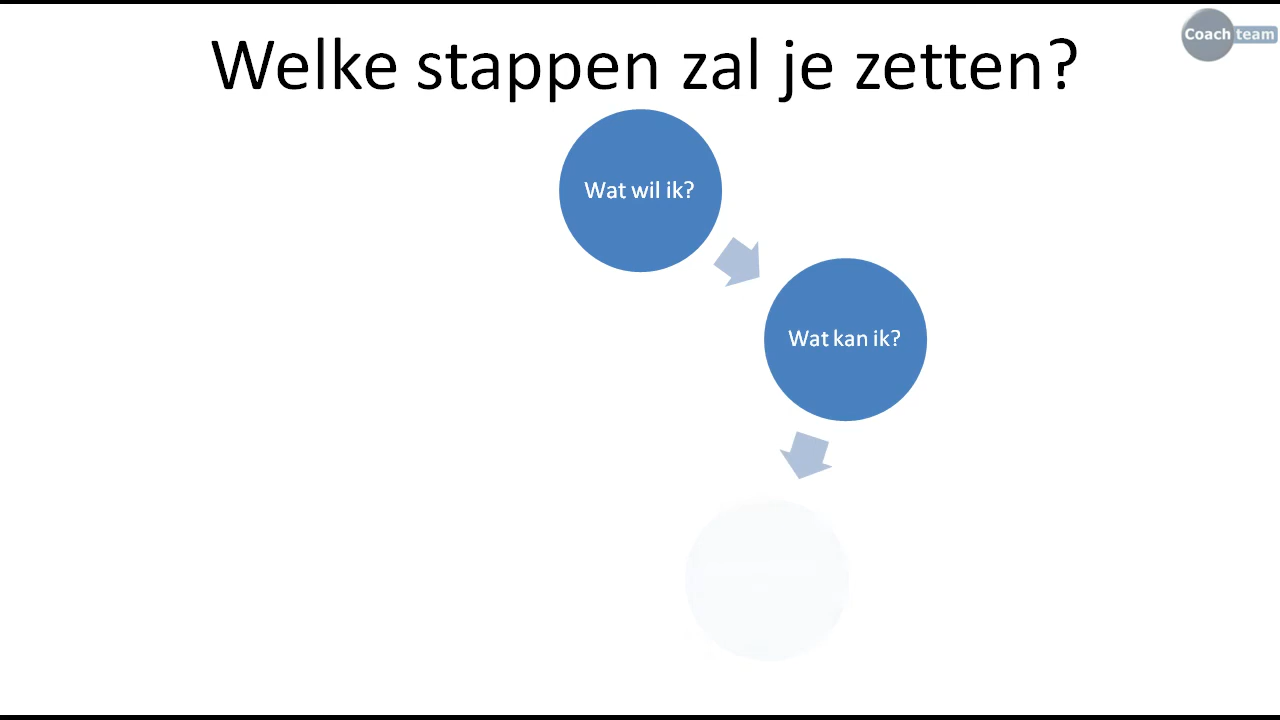 Welke stappen zal je zetten?
Coach team
Wat wil ik?
Wat kan ik?